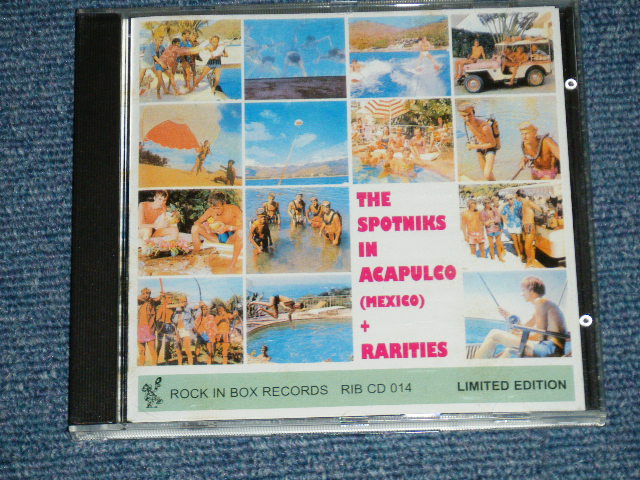 THE
SPOTNIKS
IN
ACAPULCO
(MEXICO)
+
RARITIES
ROCK IN BOX RECORDS RIB CD 014 LIMITED EDITION